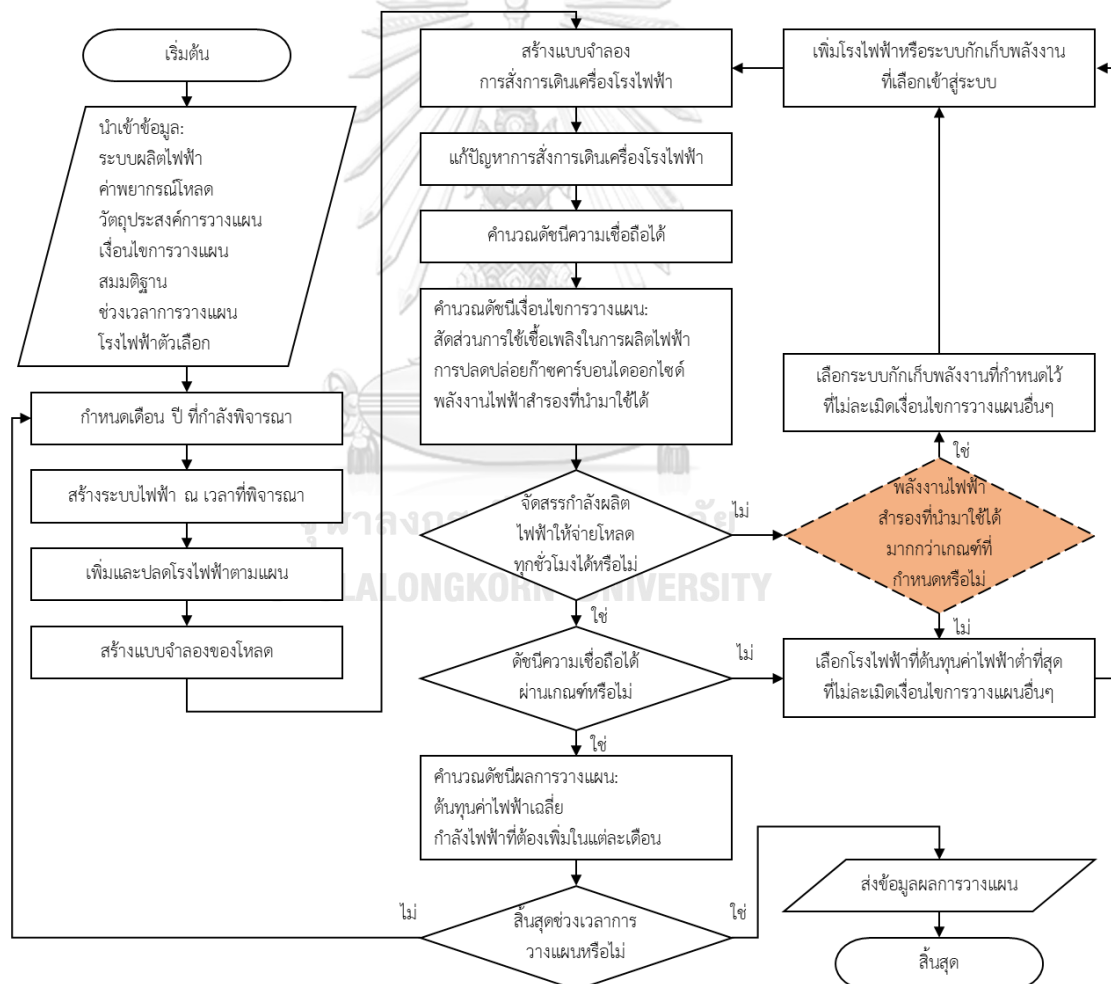 เริ่มต้น
นำเข้าข้อมูล:
ระบบผลิตไฟฟ้า
ค่าพยากรณ์โหลด
วัตถุประสงค์การวางแผน
เงื่อนไขการวางแผน
สมมติฐาน
ช่วงเวลาการวางแผน
โรงไฟฟ้าตัวเลือก
กำหนดเดือน ปี ที่กำลังพิจารณา
สร้างระบบไฟฟ้า ณ เวลาที่พิจารณา
เพิ่มและปลดโรงไฟฟ้าตามแผน
สร้างแบบจำลองของโหลด
สร้างแบบจำลอง
การสั่งการเดินเครื่องโรงไฟฟ้า
แก้ปัญหาการสั่งการเดินเครื่องโรงไฟฟ้า
คำนวณดัชนีความเชื่อถือได้
คำนวณดัชนีเงื่อนไขการวางแผน:
สัดส่วนการใช้เชื้อเพลิงในการผลิตไฟฟ้า
การปลดปล่อยก๊าซคาร์บอนไดออกไซด์
พลังงานไฟฟ้าสำรองที่นำมาใช้ได้
จัดสรรกำลังผลิต
ไฟฟ้าให้จ่ายโหลด
ทุกชั่วโมงได้หรือไม่
ไม่
ใช่
ดัชนีความเชื่อถือได้
ผ่านเกณฑ์หรือไม่
ไม่
ใช่
คำนวณดัชนีผลการวางแผน:
ต้นทุนค่าไฟฟ้าเฉลี่ย
กำลังไฟฟ้าที่ต้องเพิ่มในแต่ละเดือน
ไม่
สิ้นสุดช่วงเวลาการ
วางแผนหรือไม่
ใช่
เพิ่มโรงไฟฟ้าหรือระบบกักเก็บพลังงาน
ที่เลือกเข้าสู่ระบบ
เลือกระบบกักเก็บพลังงานที่กำหนดไว้
ที่ไม่ละเมิดเงื่อนไขการวางแผนอื่นๆ
ใช่
พลังงานไฟฟ้า
สำรองที่นำมาใช้ได้
มากกว่าเกณฑ์ที่
กำหนดหรือไม่
ไม่
เลือกโรงไฟฟ้าที่ต้นทุนค่าไฟฟ้าต่ำที่สุด
ที่ไม่ละเมิดเงื่อนไขการวางแผนอื่นๆ
ส่งข้อมูลผลการวางแผน
สิ้นสุด
LALONGKORN UNIVERSITY